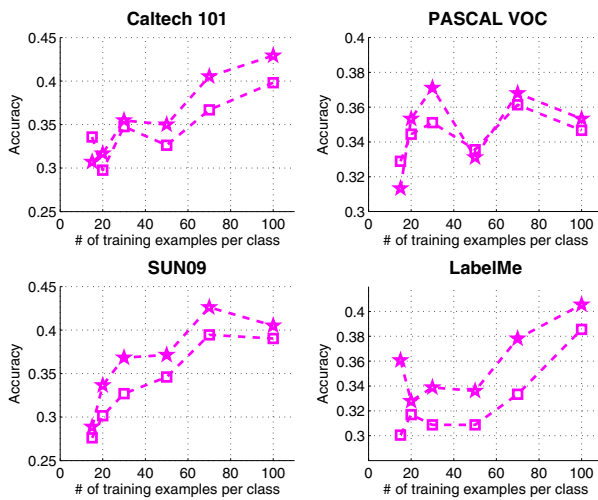 Caltech 101
0.45
0.4
0.35
0.3
0.25
Accuracy
0 20 40 60 80 100
# of training examples per class
PASCAL VOC
0.4
0.38
0.36
0.34
0.32
0.3
Accuracy
0 20 40 60 80 100
# of training examples per class
SUN09
0.45
0.4
0.35
0.3
0.25
Accuracy
0 20 40 60 80 100
# of training examples per class
LabelMe
0.4
0.38
0.36
0.34
0.32
0.3
Accuracy
0 20 40 60 80 100
# of training examples per class